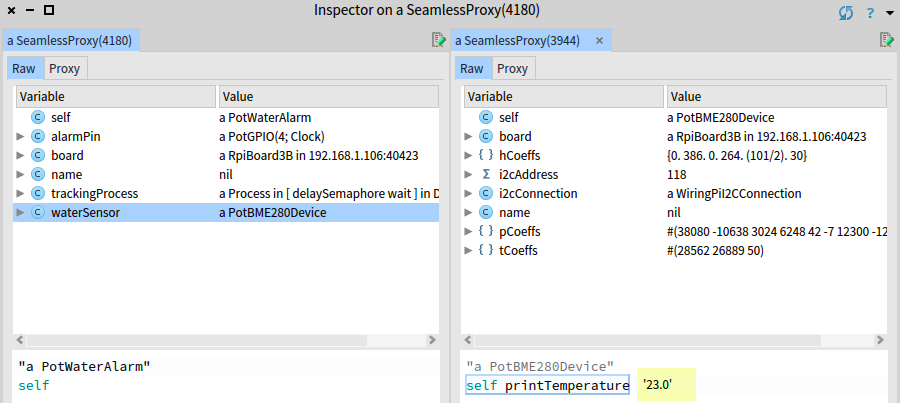 Inspector on a SeamlessProxy(4180)
?
a SeamlessProxy(4180)
Raw Proxy
Variable Value
self a PotWaterAlarm
alarmPin a PotGPIO(4; Clock)
board a RpiBoard3B in 192.168.1.106:40423
name nil
trackingProcess a Process in [ delaySemaphore wait ] in D
waterSensor a PotBME280Device
"a PotWaterAlarm"
self
a SeamlessProxy(3944) ×
Raw Proxy
Variable Value
self a PotBME280Device
board a RpiBoard3B in 192.168.1.106:40423
{ } hCoeffs {0. 386. 0. 264. (101/2). 30}
Σ i2cAddress 118
i2cConnection a WiringPiI2CConnection
name nil
{ } pCoeffs #(38080 -10638 3024 6248 42 -7 12300 -12
{ } tCoeffs #(28562 26889 50)
"a PotBME280Device"
self printTemperature '23.0'